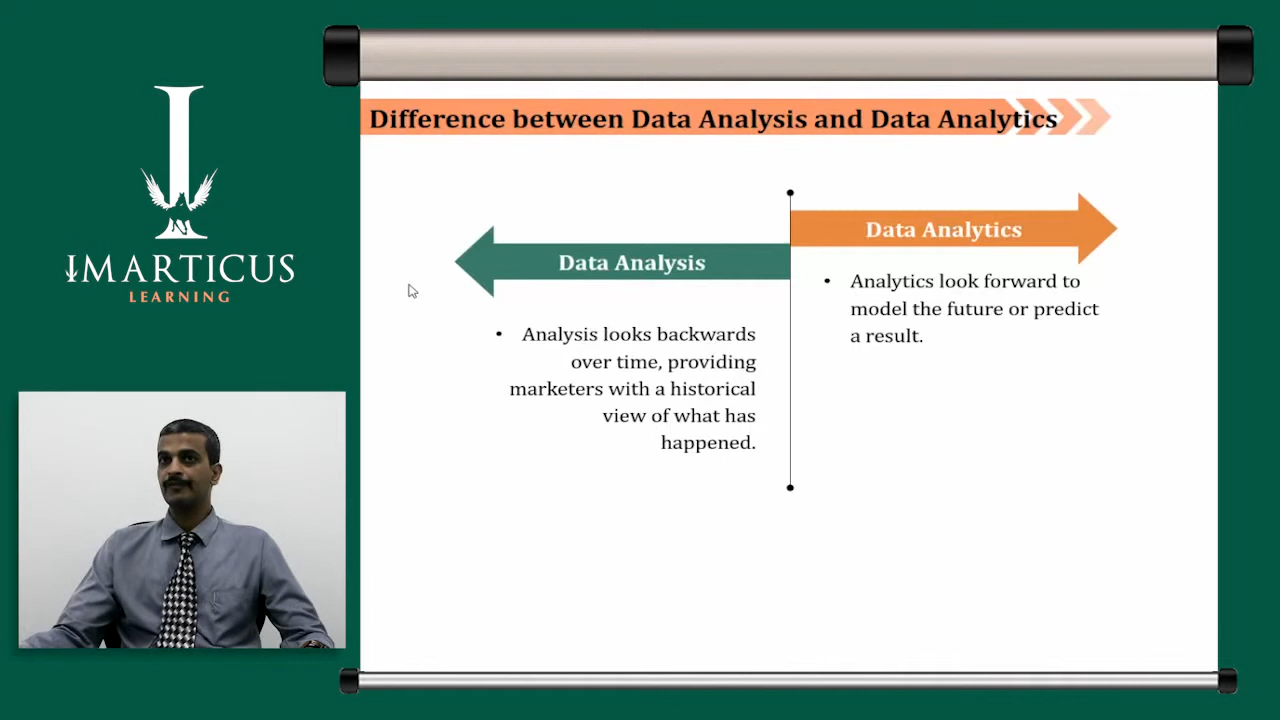 IMARTICUS
LEARNING
Difference between Data Analysis and Data Analytics
Data Analysis
• Analysis looks backwards
over time, providing
marketers with a historical
view of what has
happened.
Data Analytics
• Analytics look forward to
model the future or predict
a result.